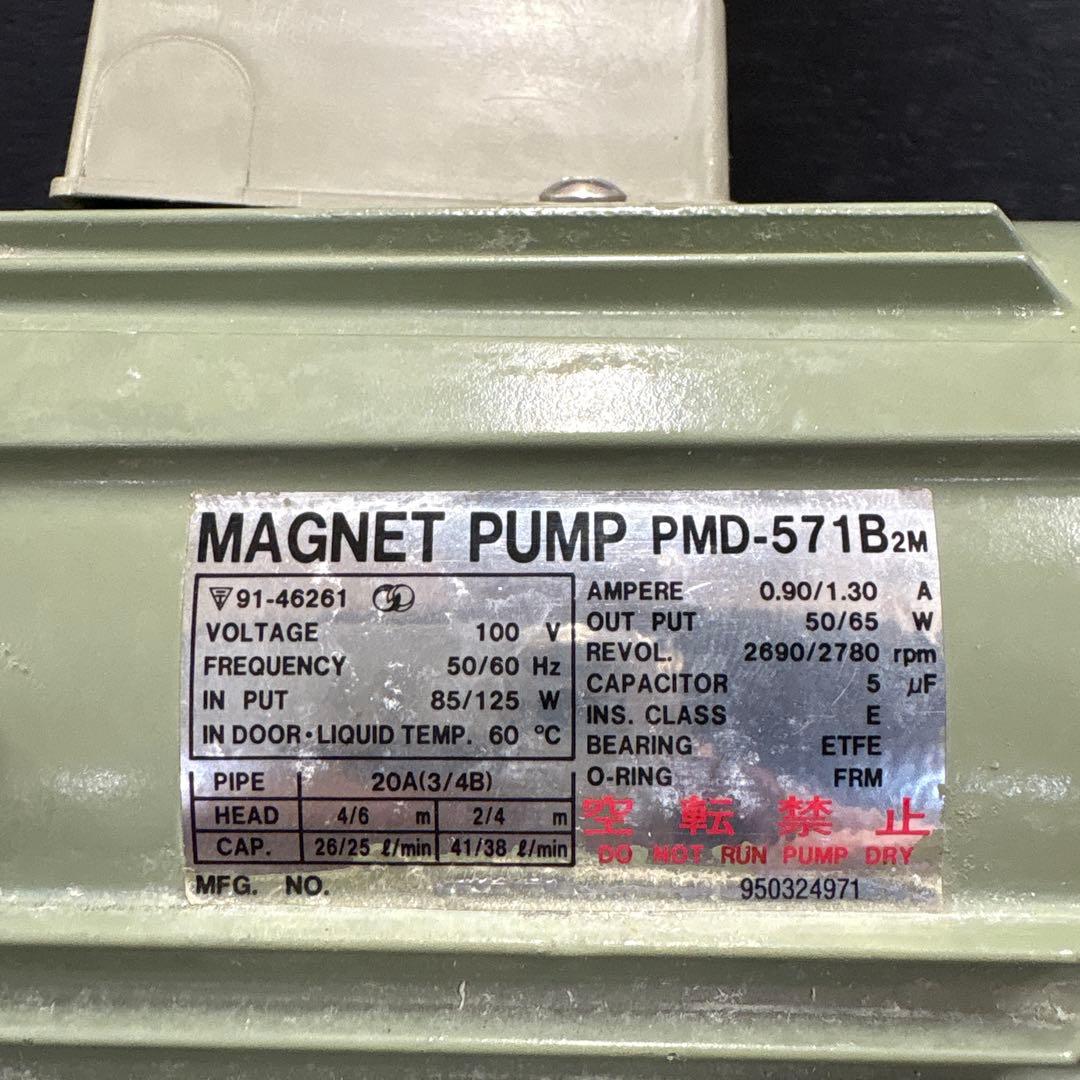 MAGNET PUMP PMD-571B2M
91-46261
VOLTAGE 100 V
FREQUENCY 50/60 Hz
IN PUT 85/125 W
IN DOOR・LIQUID TEMP. 60 °C
AMPERE 0.90/1.30 A
OUT PUT 50/65 W
REVOL. 2690/2780 rpm
CAPACITOR 5 µF
INS. CLASS E
BEARING ETFE
O-RING FRM
PIPE 20A(3/4B)
HEAD 4/6 m 2/4 m
CAP. 26/25 ℓ/min 41/38 ℓ/min
空転禁止
DO NOT RUN PUMP DRY
MFG. NO. 950324971